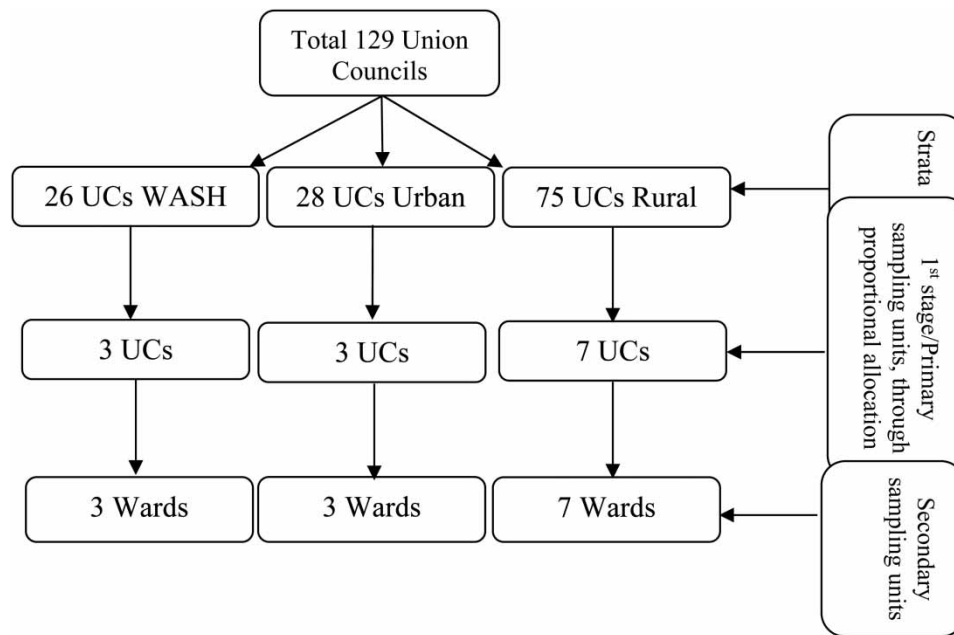 Total 129 Union
Councils
26 UCs WASH
28 UCs Urban
75 UCs Rural
Strata
3 UCs
3 UCs
7 UCs
1st stage/Primary
sampling units, through
proportional allocation
3 Wards
3 Wards
7 Wards
Secondary
sampling units